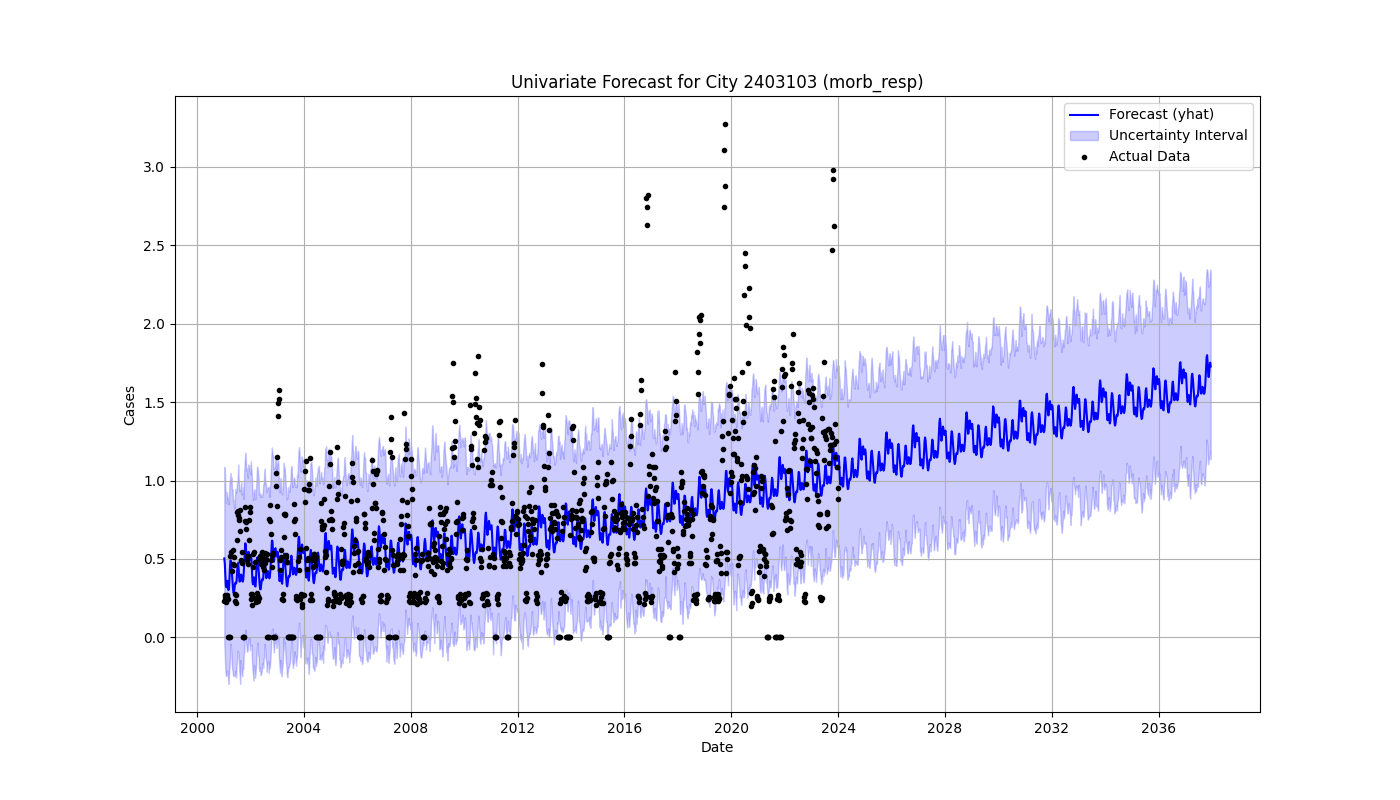 Univariate Forecast for City 2403103 (morb_resp)
Forecast (yhat)
Uncertainty Interval
Actual Data
Cases
3.0
2.5
2.0
1.5
1.0
0.5
0.0
2000 2004 2008 2012 2016 2020 2024 2028 2032 2036
Date